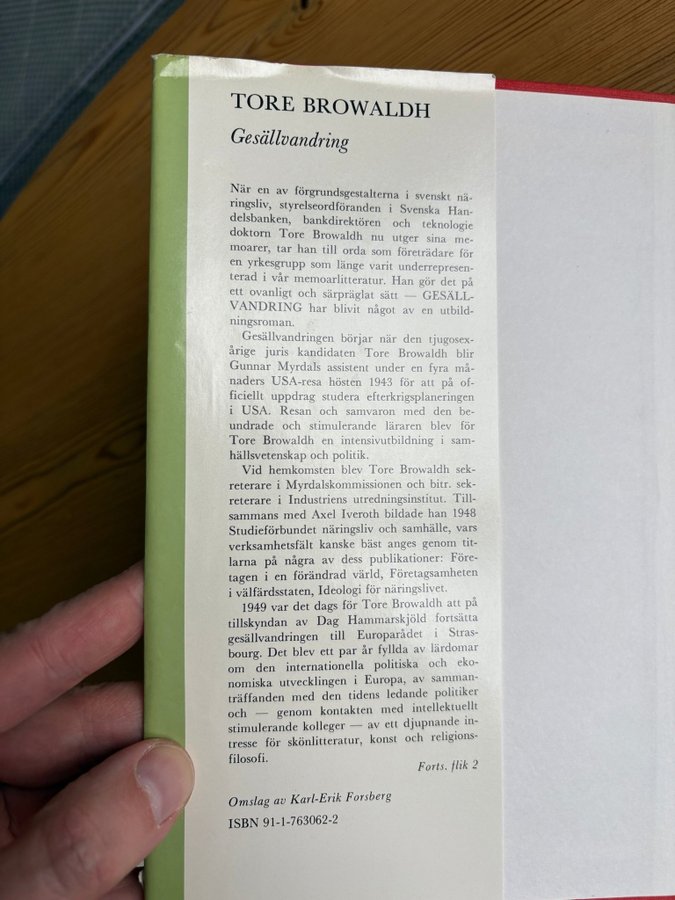 TORE BROWALDH
Gesällvandring
När en av förgrundsgestalterna i svenskt nä-
ringsliv, styrelseordföranden i Svenska Han-
delsbanken, bankdirektören och teknologie
doktorn Tore Browaldh nu utger sina me-
moarer, tar han till orda som företrädare för
en yrkesgrupp som länge varit underrepresen-
terad i vår memoarlitteratur. Han gör det på
ett ovanligt och särpräglat sätt — GESÄLL-
VANDRING har blivit något av en utbild-
ningsroman.
Gesällvandringen börjar när den tjugosex-
årige juris kandidaten Tore Browaldh blir
Gunnar Myrdals assistent under en fyra må-
naders USA-resa hösten 1943 för att på of-
ficiellt uppdrag studera efterkrigsplaneringen
i USA. Resan och samvaron med den be-
undrade och stimulerande läraren blev för
Tore Browaldh en intensivutbildning i sam-
hällsvetenskap och politik.
Vid hemkomsten blev Tore Browaldh sek-
reterare i Myrdalskommissionen och bitr. sek-
reterare i Industriens utredningsinstitut. Till-
sammans med Axel Iveroth bildade han 1948
Studieförbundet näringsliv och samhälle, vars
verksamhetsfält kanske bäst anges genom tit-
larna på några av dess publikationer: Före-
tagen i en förändrad värld, Företagsamheten
i välfärdsstaten, Ideologi för näringslivet.
1949 var det dags för Tore Browaldh att på
tillskyndan av Dag Hammarskjöld fortsätta
gesällvandringen till Europarådet i Stras-
bourg. Det blev ett par år fyllda av lärdomar
om den internationella politiska och eko-
nomiska utvecklingen i Europa, av samman-
träffanden med den tidens ledande politiker
och — genom kontakten med intellektuellt
stimulerande kolleger — av ett djupnande in-
tresse för skönlitteratur, konst och religions-
filosofi.
Forts. flik 2
Omslag av Karl-Erik Forsberg
ISBN 91-1-763062-2